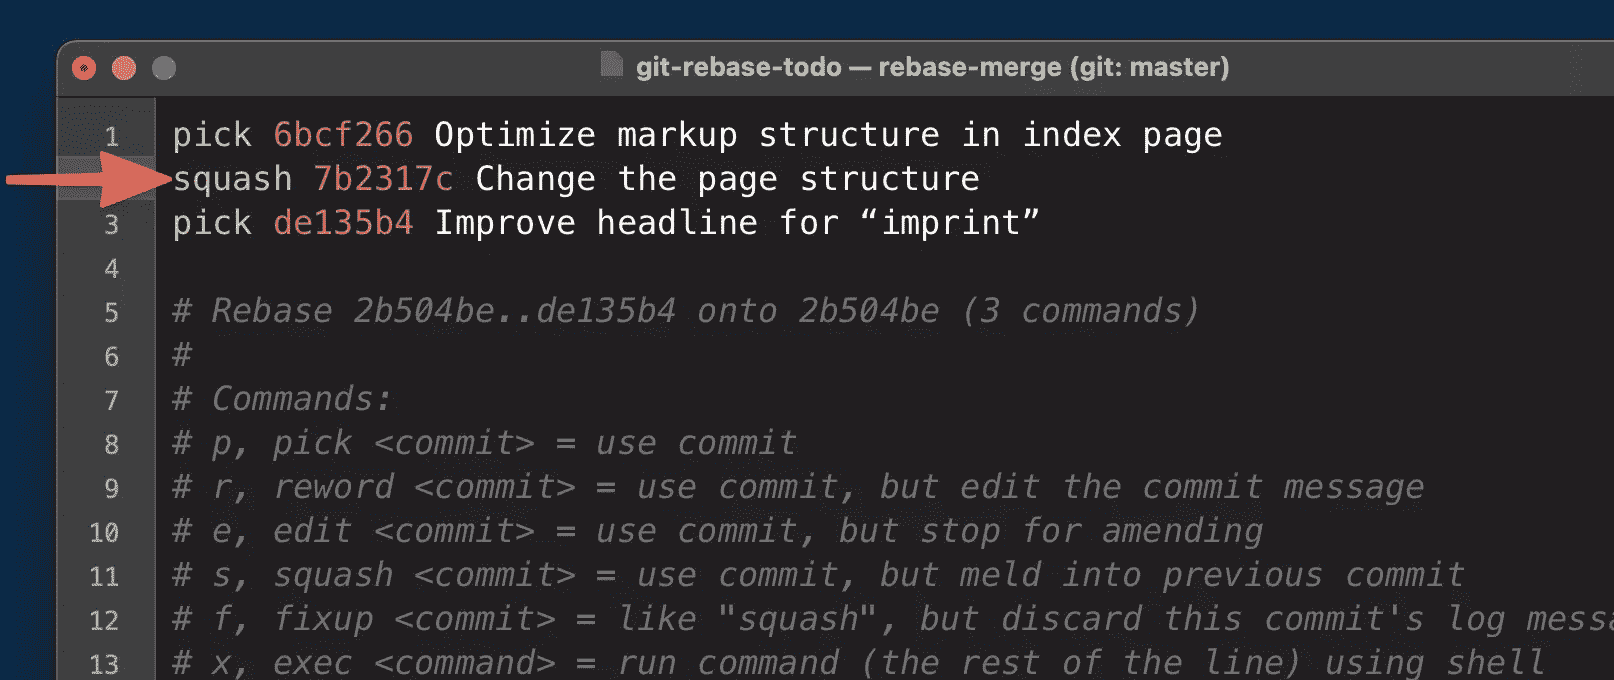 git-rebase-todo — rebase-merge (git: master)
1 pick 6bcf266 Optimize markup structure in index page
squash 7b2317c Change the page structure
3 pick de135b4 Improve headline for “imprint”
4
5 # Rebase 2b504be..de135b4 onto 2b504be (3 commands)
6 #
7 # Commands:
8 # p, pick <commit> = use commit
9 # r, reword <commit> = use commit, but edit the commit message
10 # e, edit <commit> = use commit, but stop for amending
11 # s, squash <commit> = use commit, but meld into previous commit
12 # f, fixup <commit> = like "squash", but discard this commit's log
13 # x, exec <command> = run command (the rest of the line) using shell